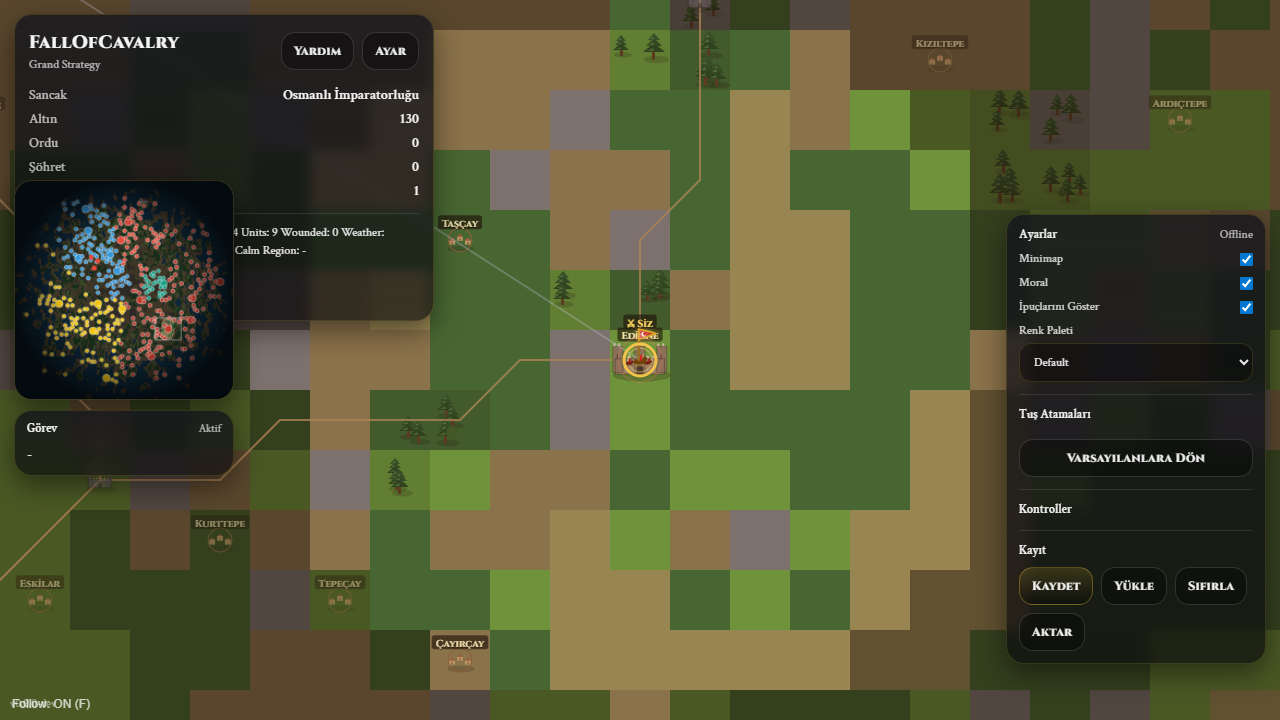 FallOfCavalry
Grand Strategy
Yardım
Ayar
Sancak Osmanlı İmparatorluğu
Altın 130
Ordu 0
Şöhret 0
1
4 Units: 9 Wounded: 0 Weather:
Calm Region: -
Görev Aktif
-
Taşçay
Kızıltepe
Ardıçtepe
⚔ Siz
Kurttepe
Eskilar
Tepeçay
Çayırçay
Ayarlar Offline
Minimap
Moral
İpuçlarını Göster
Renk Paleti
Default
Tuş Atamaları
Varsayılanlara Dön
Kontroller
Kayıt
Kaydet
Yükle
Sıfırla
Aktar
Follow: ON (F)